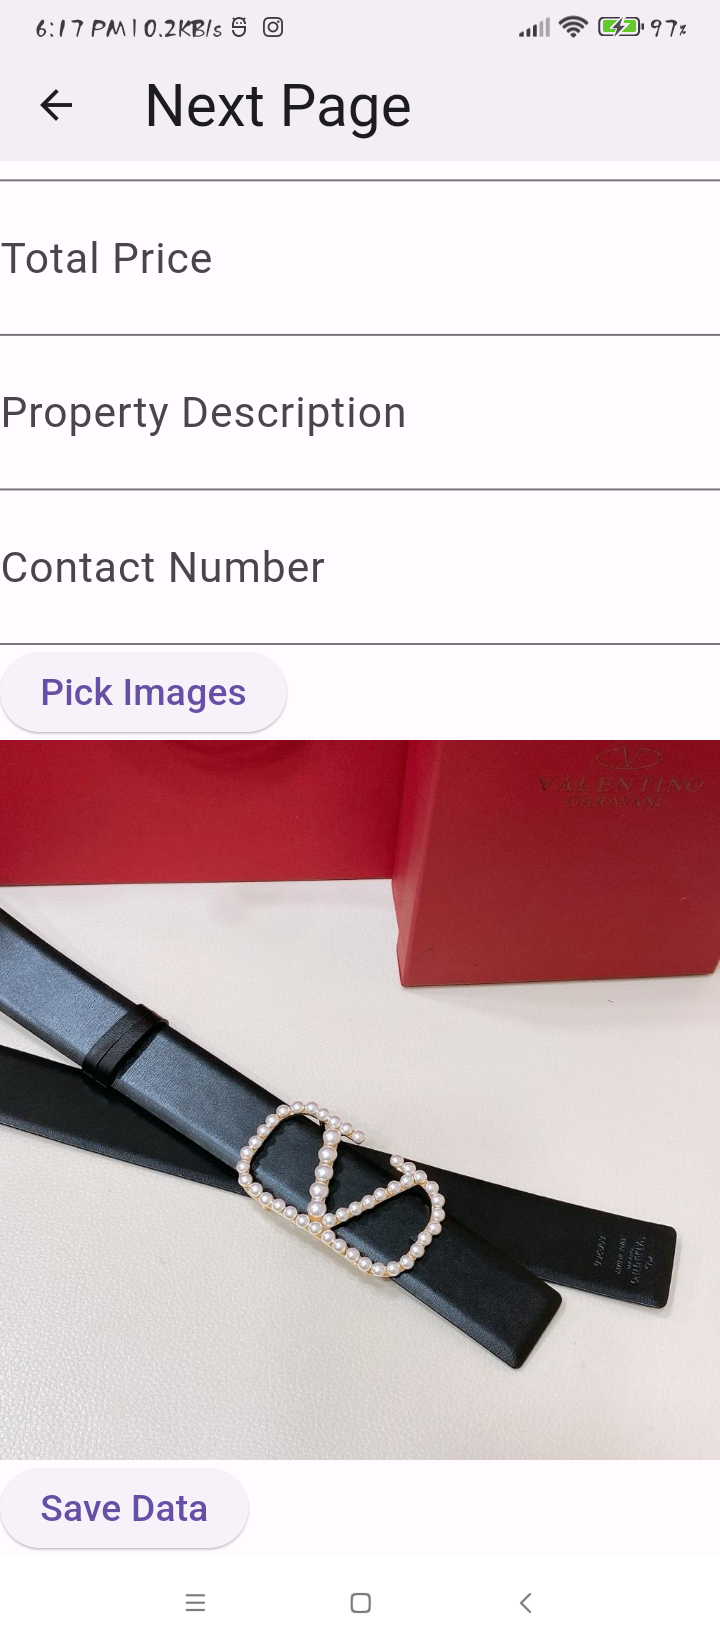 6:17 PM | 0.2KB/s
97%
Next Page
Total Price
Property Description
Contact Number
Pick Images
VALENTINO
GARAVANI
Save Data